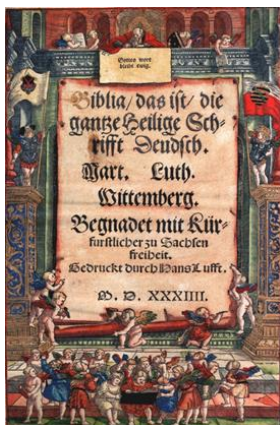 Gottes wort
bleibt ewig.
Biblia / das ist / die
gantze Heilige Sch-
rifft Deudsch.
Mart. Luth.
Wittemberg.
Begnadet mit Kür-
furstlicher zu Sachsen
freiheit.
Gedruckt durch Hans Lufft.
M. D. XXXIIII.